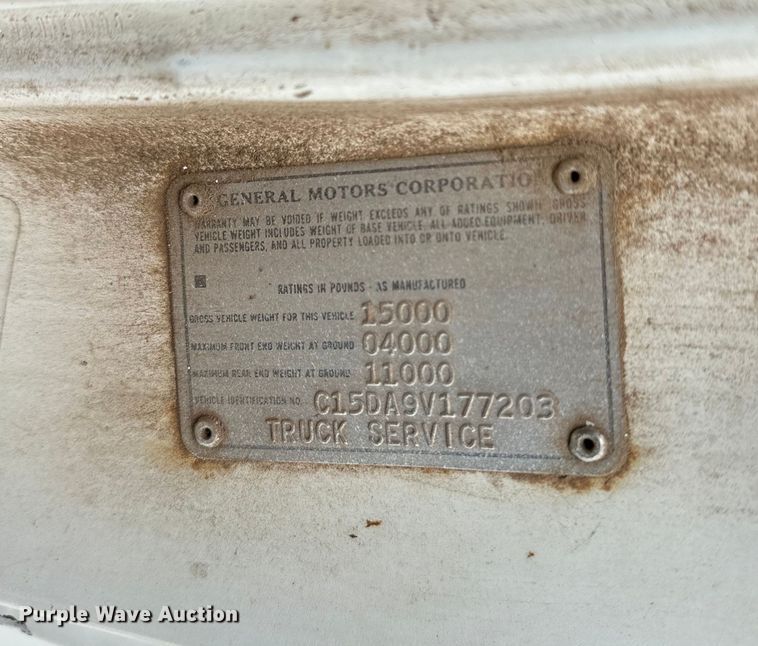 GENERAL MOTORS CORPORATIO
WARRANTY MAY BE VOIDED IF WEIGHT EXCEEDS ANY OF RATINGS SHOWN. GROSS
VEHICLE WEIGHT INCLUDES WEIGHT OF BASE VEHICLE, ALL ADDED EQUIPMENT, DRIVER
AND PASSENGERS, AND ALL PROPERTY LOADED INTO OR ONTO VEHICLE.
RATINGS IN POUNDS - AS MANUFACTURED
GROSS VEHICLE WEIGHT FOR THIS VEHICLE 15000
MAXIMUM FRONT END WEIGHT AT GROUND 04000
MAXIMUM REAR END WEIGHT AT GROUND 11000
VEHICLE IDENTIFICATION NO. C15DA9V177203
TRUCK SERVICE
Purple Wave Auction